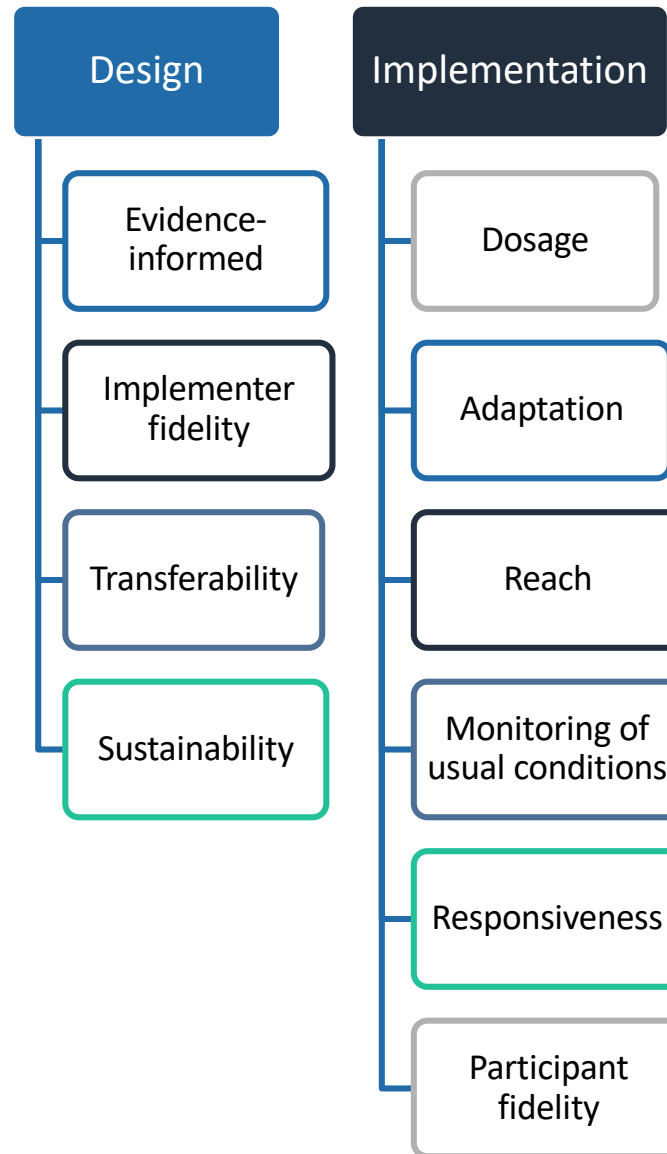 Design
Evidence-
informed
Implementer
fidelity
Transferability
Sustainability
Implementation
Dosage
Adaptation
Reach
Monitoring of
usual conditions
Responsiveness
Participant
fidelity